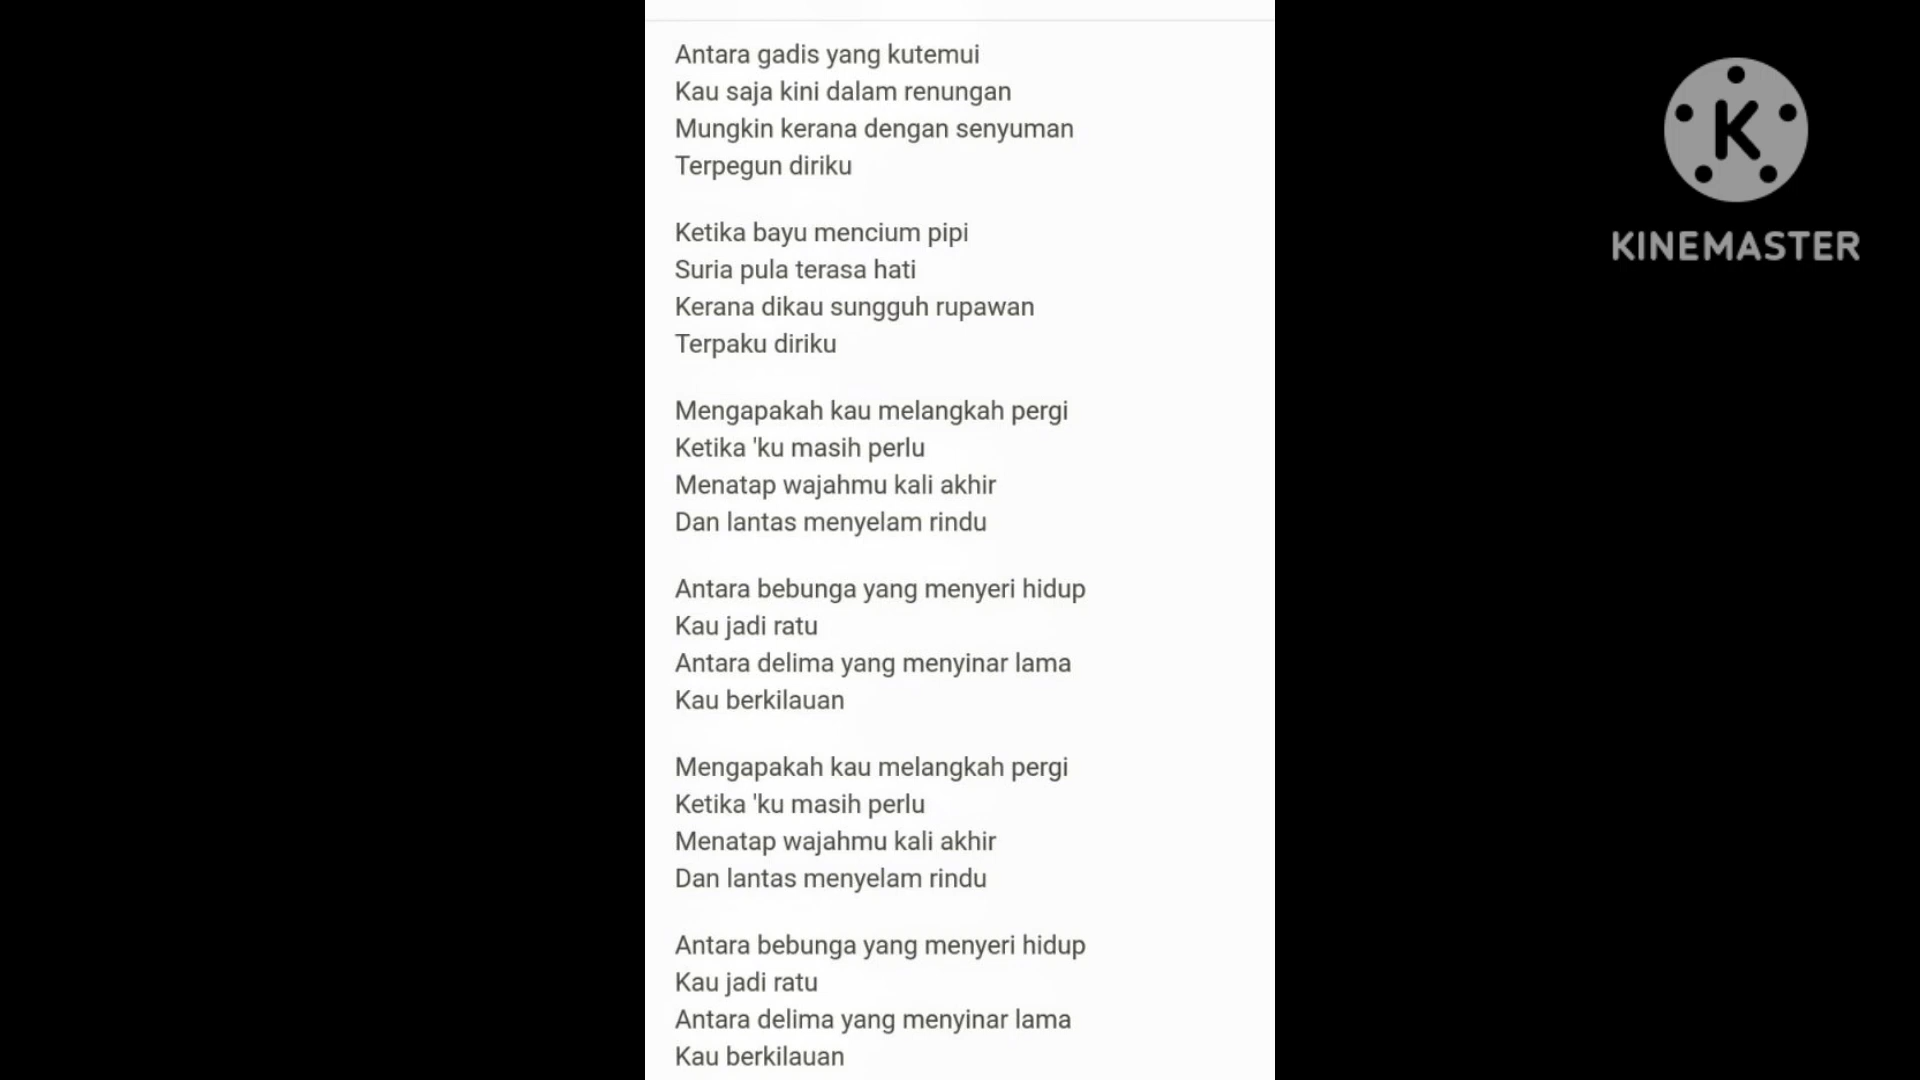 Antara gadis yang kutemui
Kau saja kini dalam renungan
Mungkin kerana dengan senyuman
Terpegun diriku
Ketika bayu mencium pipi
Suria pula terasa hati
Kerana dikau sungguh rupawan
Terpaku diriku
Mengapakah kau melangkah pergi
Ketika 'ku masih perlu
Menatap wajahmu kali akhir
Dan lantas menyelam rindu
Antara bebunga yang menyeri hidup
Kau jadi ratu
Antara delima yang menyinar lama
Kau berkilauan
Mengapakah kau melangkah pergi
Ketika 'ku masih perlu
Menatap wajahmu kali akhir
Dan lantas menyelam rindu
Antara bebunga yang menyeri hidup
Kau jadi ratu
Antara delima yang menyinar lama
Kau berkilauan
K
KINEMASTER